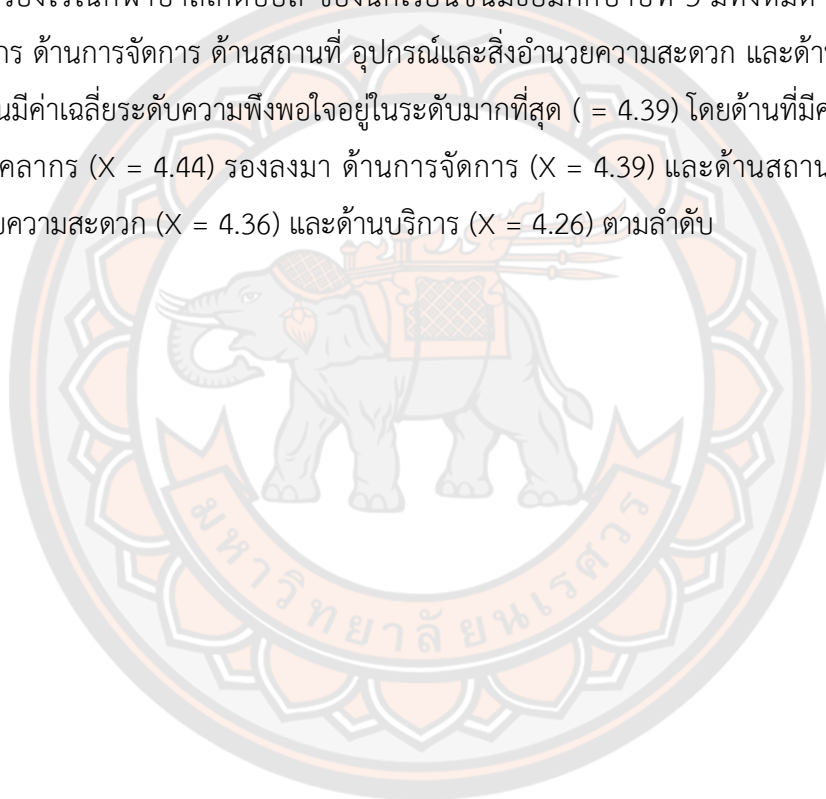 ด้านการจัดการ ด้านสถานที่ อุปกรณ์และสิ่งอำนวยความสะดวก และ
มีค่าเฉลี่ยระดับความพึงพอใจอยู่ในระดับมากที่สุด ( = 4.39) โดยด้านที่มี
(X = 4.44) รองลงมา ด้านการจัดการ (X = 4.39) และด้านสถาน
ความสะดวก (X = 4.36) และด้านบริการ (X = 4.26) ตามลำดับ
มหาวิทยาลัยนเรศวร